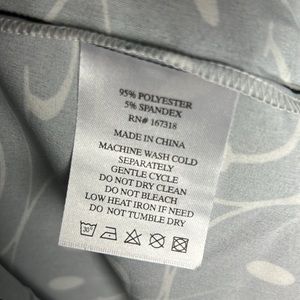 95% POLYESTER
5% SPANDEX
RN# 167318
MADE IN CHINA
MACHINE WASH COLD
SEPARATELY
GENTLE CYCLE
DO NOT DRY CLEAN
DO NOT BLEACH
LOW HEAT IRON IF NEED
DO NOT TUMBLE DRY
30°